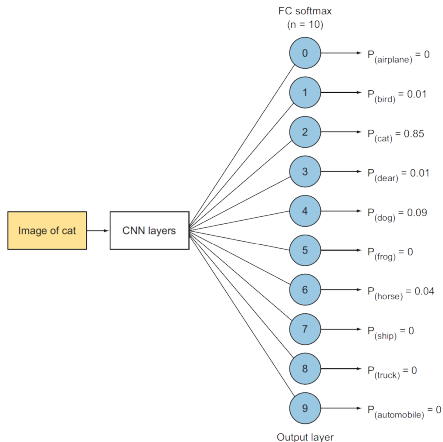 FC softmax
(n = 10)
0 P(airplane) = 0
1 P(bird) = 0.01
2 P(cat) = 0.85
3 P(dear) = 0.01
4 P(dog) = 0.09
Image of cat CNN layers
5 P(frog) = 0
6 P(horse) = 0.04
7 P(ship) = 0
8 P(truck) = 0
9 P(automobile) = 0
Output layer